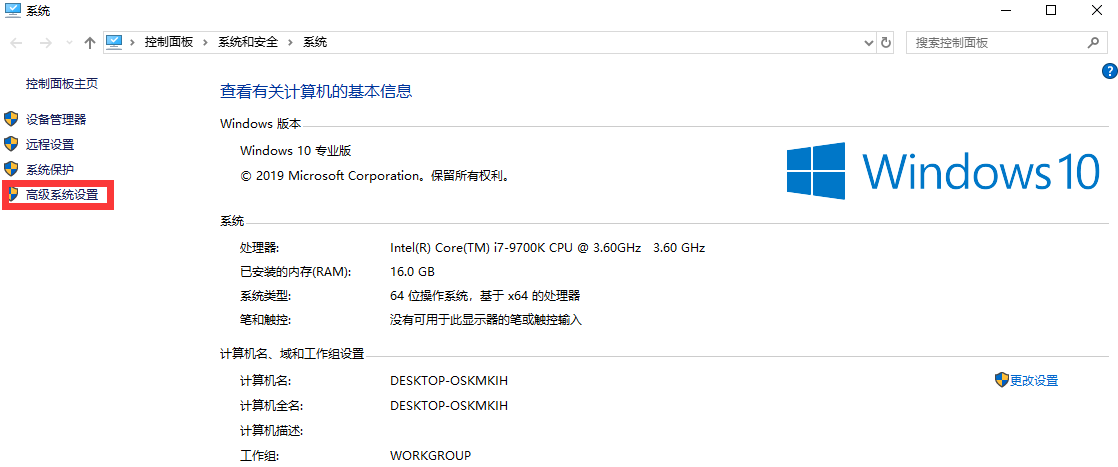 系统
控制面板 系统和安全 系统
搜索控制面板
控制面板主页
设备管理器
远程设置
系统保护
高级系统设置
查看有关计算机的基本信息
Windows 版本
Windows 10 专业版
© 2019 Microsoft Corporation。保留所有权利。
Windows 10
系统
处理器: Intel(R) Core(TM) i7-9700K CPU @ 3.60GHz 3.60 GHz
已安装的内存(RAM): 16.0 GB
系统类型: 64 位操作系统，基于 x64 的处理器
笔和触控: 没有可用于此显示器的笔或触控输入
计算机名、域和工作组设置
计算机名: DESKTOP-OSKMKIH
更改设置
计算机全名: DESKTOP-OSKMKIH
计算机描述:
工作组: WORKGROUP